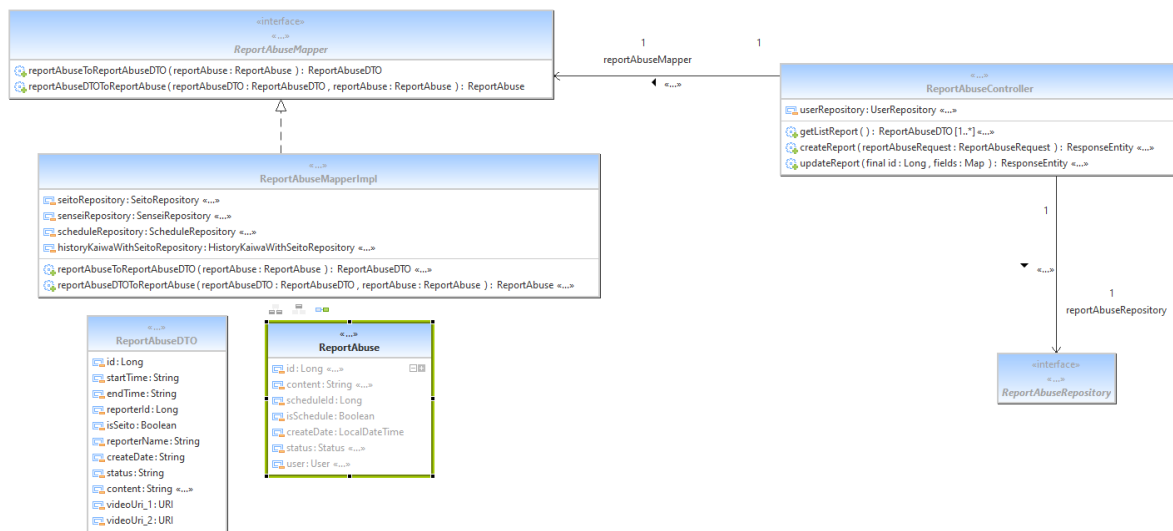 «interface»
«...»
ReportAbuseMapper
reportAbuseToReportAbuseDTO ( reportAbuse : ReportAbuse ) : ReportAbuseDTO
reportAbuseDTOToReportAbuse ( reportAbuseDTO : ReportAbuseDTO , reportAbuse : ReportAbuse ) : ReportAbuse
1
1
reportAbuseMapper
«...»
«...»
ReportAbuseController
userRepository : UserRepository «...»
getListReport ( ) : ReportAbuseDTO [1..*] «...»
createReport ( reportAbuseRequest : ReportAbuseRequest ) : ResponseEntity «...»
updateReport ( final id : Long , fields : Map ) : ResponseEntity «...»
«...»
ReportAbuseMapperImpl
seitoRepository : SeitoRepository «...»
senseiRepository : SenseiRepository «...»
scheduleRepository : ScheduleRepository «...»
historyKaiwaWithSeitoRepository : HistoryKaiwaWithSeitoRepository «...»
reportAbuseToReportAbuseDTO ( reportAbuse : ReportAbuse ) : ReportAbuseDTO «...»
reportAbuseDTOToReportAbuse ( reportAbuseDTO : ReportAbuseDTO , reportAbuse : ReportAbuse ) : ReportAbuse «...»
1
«...»
1
reportAbuseRepository
«interface»
«...»
ReportAbuseRepository
«...»
ReportAbuseDTO
id : Long
startTime : String
endTime : String
reporterId : Long
isSeito : Boolean
reporterName : String
createDate : String
status : String
content : String «...»
videoUri_1 : URI
videoUri_2 : URI
«...»
ReportAbuse
id : Long «...»
content : String «...»
scheduleId : Long
isSchedule : Boolean
createDate : LocalDateTime
status : Status «...»
user : User «...»